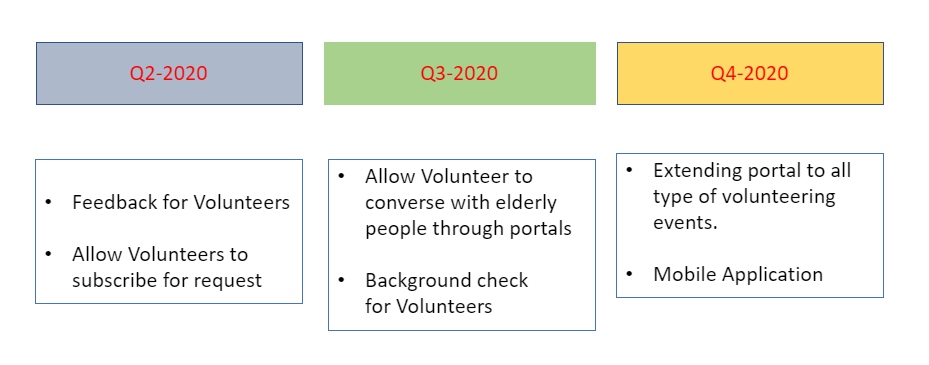 Q2-2020
Q3-2020
Q4-2020
• Feedback for Volunteers
• Allow Volunteers to
subscribe for request
• Allow Volunteer to
converse with elderly
people through portals
• Background check
for Volunteers
• Extending portal to all
type of volunteering
events.
• Mobile Application